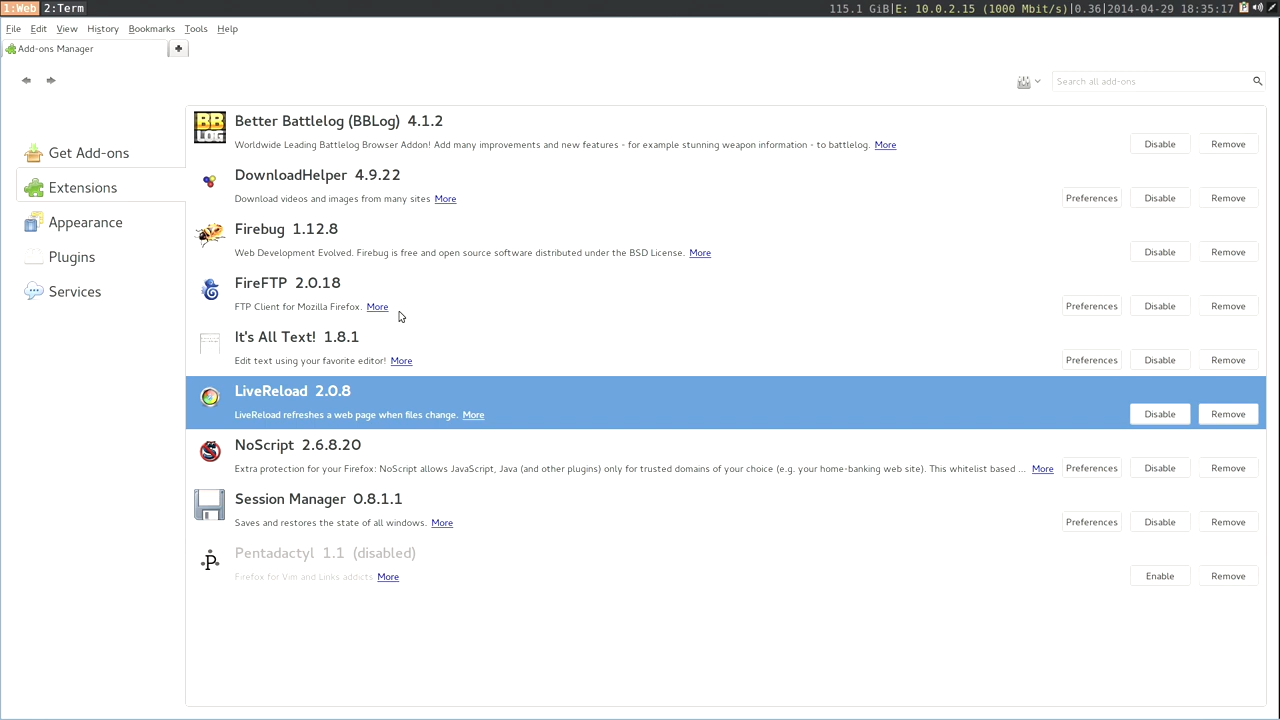 1:Web 2:Term 115.1 GiB|E: 10.0.2.15 (1000 Mbit/s)|0.36|2014-04-29 18:35:17
File Edit View History Bookmarks Tools Help
Add-ons Manager
Search all add-ons
Get Add-ons
Extensions
Appearance
Plugins
Services
BB
LOG
Better Battlelog (BBLog) 4.1.2
Worldwide Leading Battlelog Browser Addon! Add many improvements and new features - for example stunning weapon information - to battlelog. More
Disable Remove
DownloadHelper 4.9.22
Download videos and images from many sites More
Preferences Disable Remove
Firebug 1.12.8
Web Development Evolved. Firebug is free and open source software distributed under the BSD License. More
Disable Remove
FireFTP 2.0.18
FTP Client for Mozilla Firefox. More
Preferences Disable Remove
It's All Text! 1.8.1
Edit text using your favorite editor! More
Preferences Disable Remove
LiveReload 2.0.8
LiveReload refreshes a web page when files change. More
Disable Remove
NoScript 2.6.8.20
Extra protection for your Firefox: NoScript allows JavaScript, Java (and other plugins) only for trusted domains of your choice (e.g. your home-banking web site). This whitelist based ... More
Preferences Disable Remove
Session Manager 0.8.1.1
Saves and restores the state of all windows. More
Preferences Disable Remove
Pentadactyl 1.1 (disabled)
Firefox for Vim and Links addicts More
Enable Remove